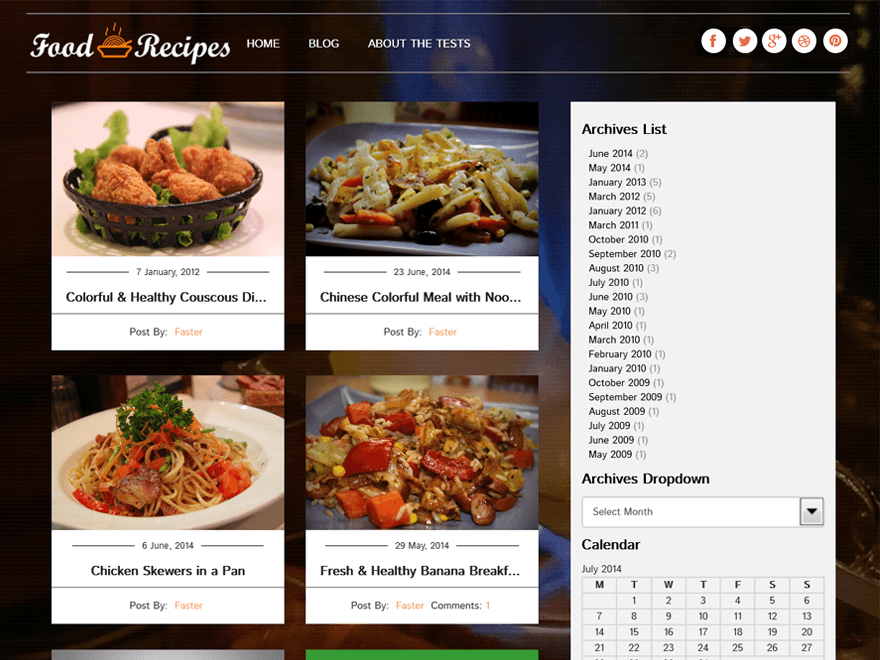 Food Recipes
HOME BLOG ABOUT THE TESTS
7 January, 2012
Colorful & Healthy Couscous Di...
Post By: Faster
23 June, 2014
Chinese Colorful Meal with Noo...
Post By: Faster
6 June, 2014
Chicken Skewers in a Pan
Post By: Faster
29 May, 2014
Fresh & Healthy Banana Breakf...
Post By: Faster Comments: 1
Archives List
June 2014 (2)
May 2014 (1)
January 2013 (5)
March 2012 (5)
January 2012 (6)
March 2011 (1)
October 2010 (1)
September 2010 (2)
August 2010 (3)
July 2010 (1)
June 2010 (3)
May 2010 (1)
April 2010 (1)
March 2010 (1)
February 2010 (1)
January 2010 (1)
October 2009 (1)
September 2009 (1)
August 2009 (1)
July 2009 (1)
June 2009 (1)
May 2009 (1)
Archives Dropdown
Select Month
Calendar
July 2014
M T W T F S S
1 2 3 4 5 6
7 8 9 10 11 12 13
14 15 16 17 18 19 20
21 22 23 24 25 26 27